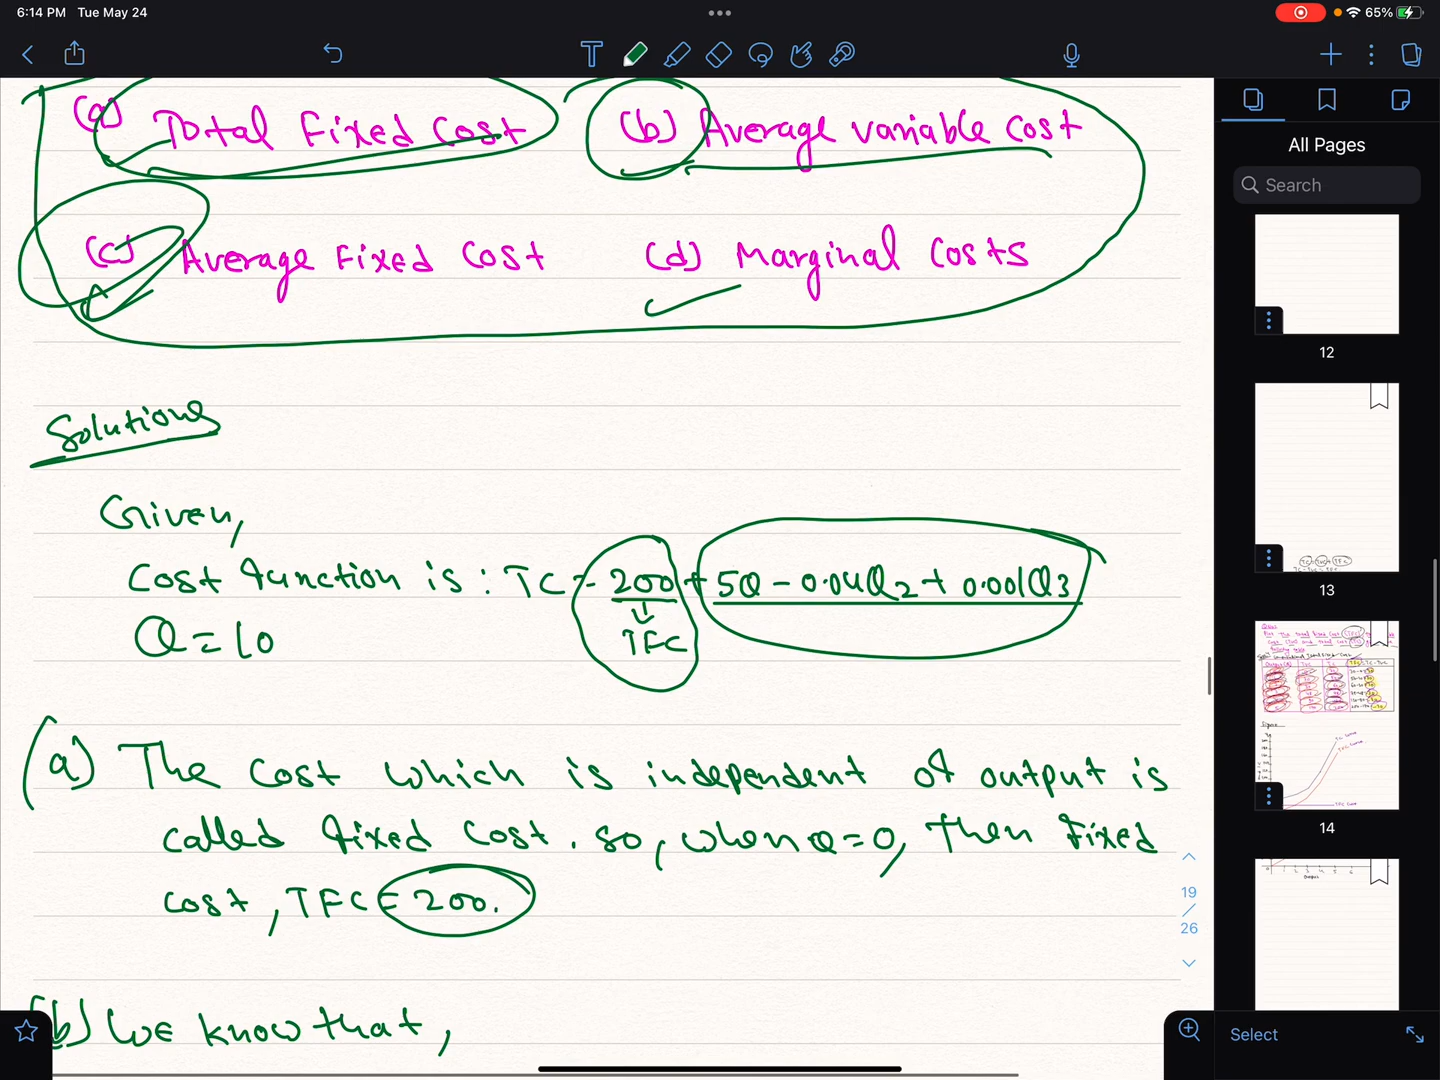 6:14 PM Tue May 24
65%
(a) Total Fixed Cost (b) Average variable cost
(c) Average Fixed Cost (d) Marginal Costs
Solutions
Given,
Cost function is : TC = 200 + 5Q - 0.04Q2 + 0.001Q3
TFC
Q = 10
(a) The cost which is independent of output is
called fixed cost. so, when Q=0, Then Fixed
cost, TFC = 200.
(b) We know that,
19
/
26
All Pages
Search
12
13
14
Select